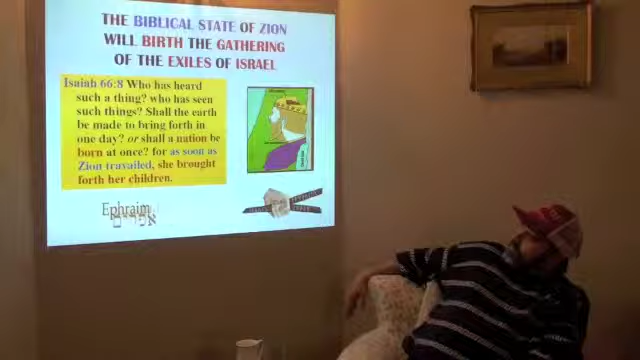 THE BIBLICAL STATE OF ZION
WILL BIRTH THE GATHERING
OF THE EXILES OF ISRAEL
Isaiah 66:8 Who has heard
such a thing? who has seen
such things? Shall the earth
be made to bring forth in
one day? or shall a nation be
born at once? for as soon as
Zion travailed, she brought
forth her children.
Ephraim
אפרים